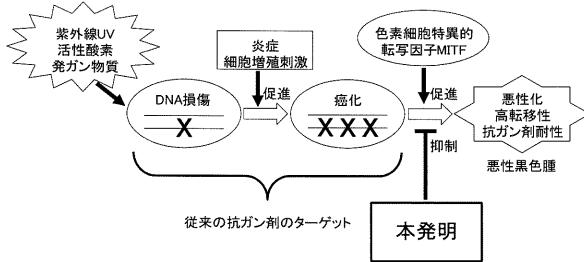 紫外線UV
活性酸素
発ガン物質
炎症
細胞増殖刺激
色素細胞特異的
転写因子MITF
促進
促進
DNA損傷
X
癌化
XXX
悪性化
高転移性
抗ガン剤耐性
抑制
悪性黒色腫
従来の抗ガン剤のターゲット
本発明